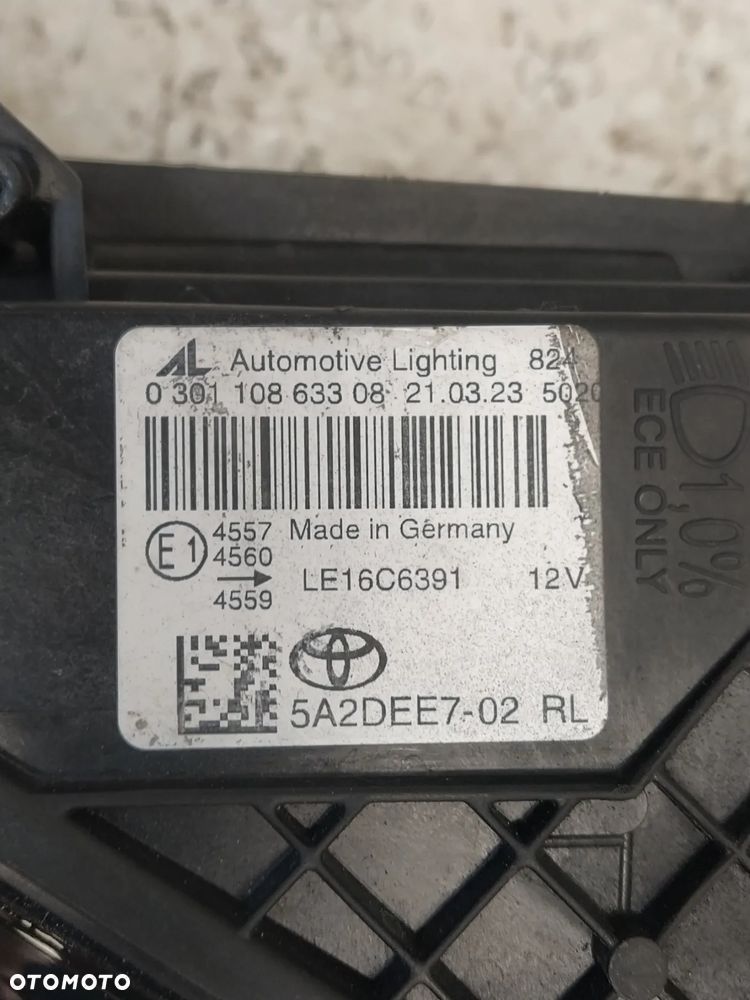 AL Automotive Lighting 824
0 301 108 633 08 21.03.23 5020
E1 4557 Made in Germany
4560
→ LE16C6391 12V
4559
5A2DEE7-02 RL
1,0%
ECE ONLY
OTOMOTO